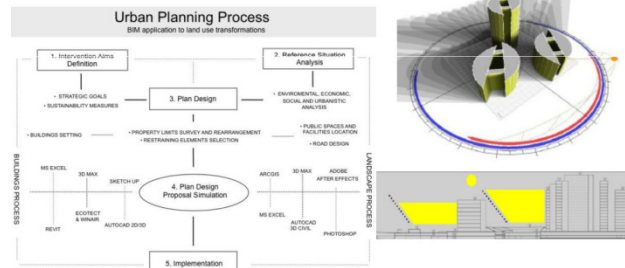 Urban Planning Process
BIM application to land use transformations
1. Intervention Aims
Definition
2. Reference Situation
Analysis
• STRATEGIC GOALS
• SUSTAINABILITY MEASURES
3. Plan Design
• ENVIROMENTAL, ECONOMIC,
SOCIAL AND URBANISTIC
ANALYSIS
• BUILDINGS SETTING
• PROPERTY LIMITS SURVEY AND REARRANGEMENT
• RESTRAINING ELEMENTS SELECTION
• PUBLIC SPACES AND
FACILITIES LOCATION
• ROAD DESIGN
BUILDINGS PROCESS
MS EXCEL
3D MAX
SKETCH UP
REVIT
ECOTECT
& WINAIR
AUTOCAD 2D/3D
4. Plan Design
Proposal Simulation
ARCGIS
3D MAX
ADOBE
AFTER EFFECTS
MS EXCEL
AUTOCAD
3D CIVIL
PHOTOSHOP
LANDSCAPE PROCESS
5. Implementation